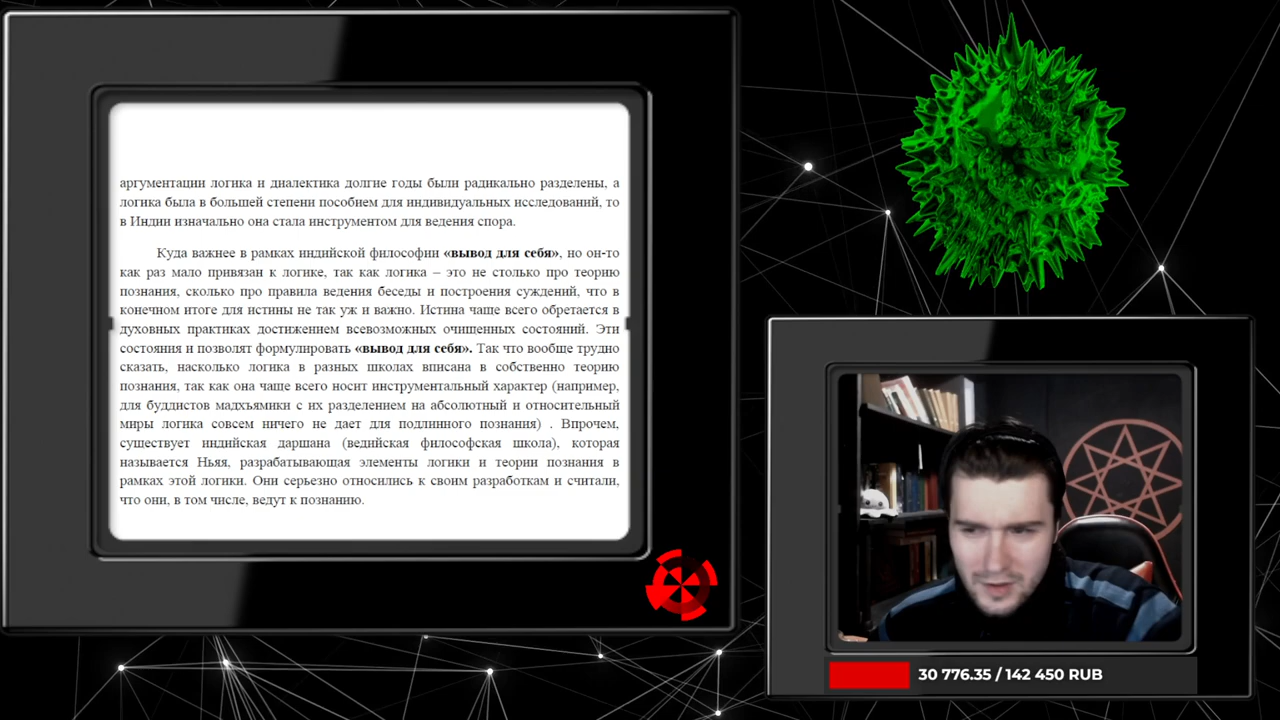 аргументации логика и диалектика долгие годы были радикально разделены, а
логика была в большей степени пособием для индивидуальных исследований, то
в Индии изначально она стала инструментом для ведения спора.
Куда важнее в рамках индийской философии «вывод для себя», но он-то
как раз мало привязан к логике, так как логика – это не столько про теорию
познания, сколько про правила ведения беседы и построения суждений, что в
конечном итоге для истины не так уж и важно. Истина чаще всего обретается в
духовных практиках достижением всевозможных очищенных состояний. Эти
состояния и позволят формулировать «вывод для себя». Так что вообще трудно
сказать, насколько логика в разных школах вписана в собственно теорию
познания, так как она чаще всего носит инструментальный характер (например,
для буддистов мадхъямики с их разделением на абсолютный и относительный
миры логика совсем ничего не дает для подлинного познания) . Впрочем,
существует индийская даршана (ведийская философская школа), которая
называется Ньяя, разрабатывающая элементы логики и теории познания в
рамках этой логики. Они серьезно относились к своим разработкам и считали,
что они, в том числе, ведут к познанию.
30 776.35 / 142 450 RUB